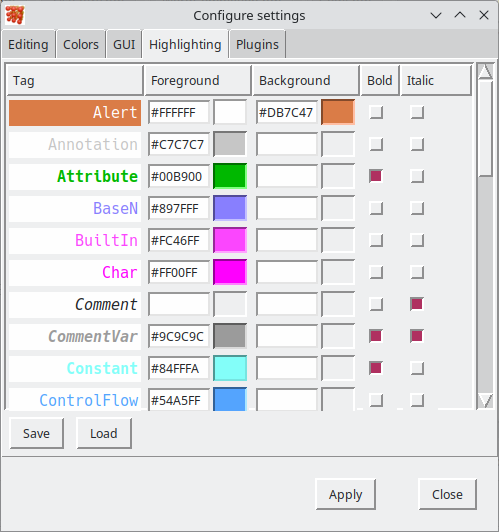 Configure settings
Editing Colors GUI Highlighting Plugins
Tag Foreground Background Bold Italic
Alert #FFFFFF #DB7C47
Annotation #C7C7C7
Attribute #00B900
BaseN #897FFF
BuiltIn #FC46FF
Char #FF00FF
Comment
CommentVar #9C9C9C
Constant #84FFFA
ControlFlow #54A5FF
Save Load
Apply Close